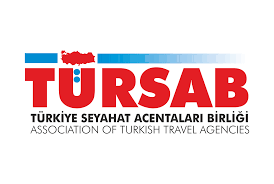 TÜRSAB
TÜRKİYE SEYAHAT ACENTALARI BİRLİĞİ
ASSOCIATION OF TURKISH TRAVEL AGENCIES